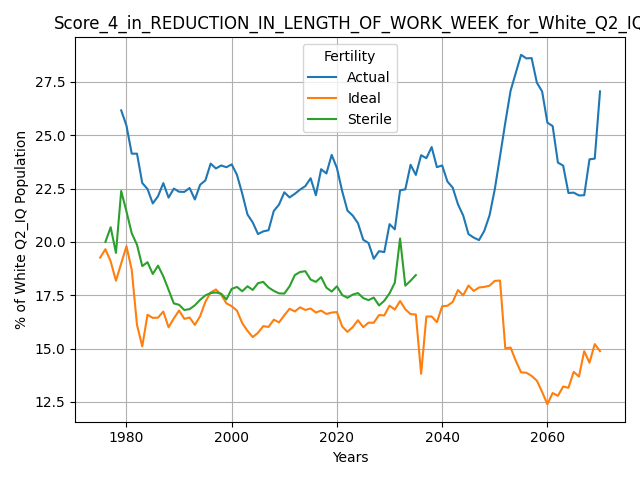 Score_4_in_REDUCTION_IN_LENGTH_OF_WORK_WEEK_for_White_Q2_IQ
Fertility
Actual
Ideal
Sterile
% of White Q2_IQ Population
27.5
25.0
22.5
20.0
17.5
15.0
12.5
1980
2000
2020
2040
2060
Years